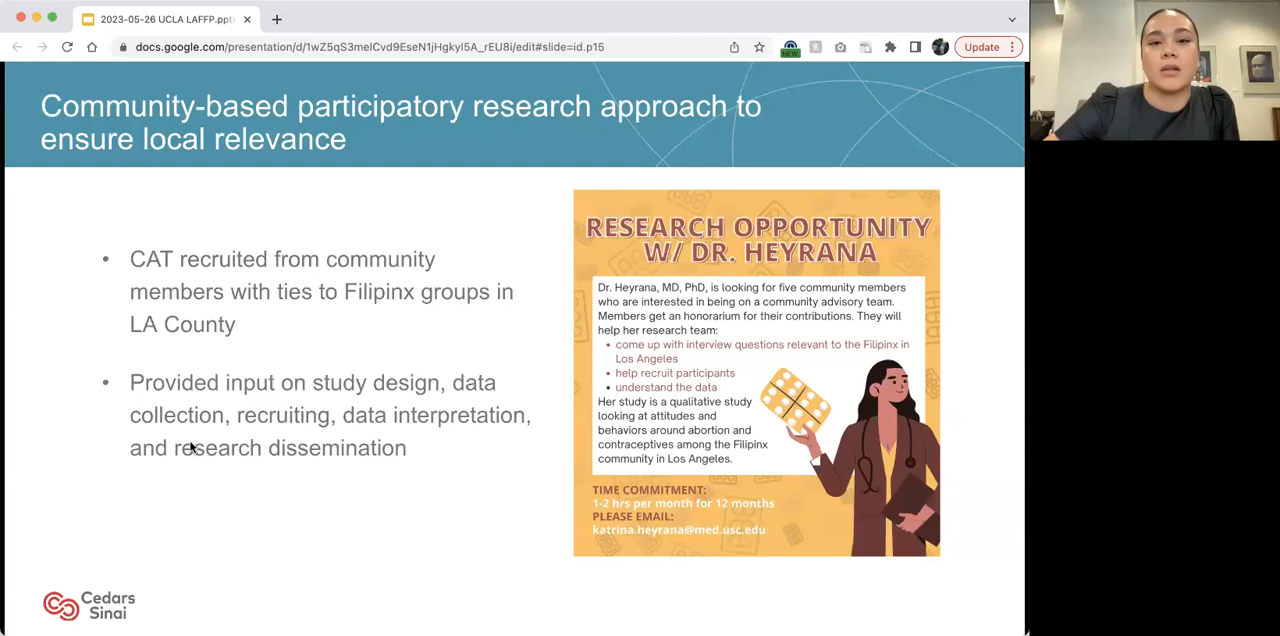 2023-05-26 UCLA LAFFP.ppt
docs.google.com/presentation/d/1wZ5qS3melCvd9EseN1jHgkyI5A_rEU8i/edit#slide=id.p15
NEW
Update
Community-based participatory research approach to
ensure local relevance
• CAT recruited from community
members with ties to Filipinx groups in
LA County
• Provided input on study design, data
collection, recruiting, data interpretation,
and research dissemination
RESEARCH OPPORTUNITY
W/ DR. HEYRANA
Dr. Heyrana, MD, PhD, is looking for five community members
who are interested in being on a community advisory team.
Members get an honorarium for their contributions. They will
help her research team:
• come up with interview questions relevant to the Filipinx in
Los Angeles
• help recruit participants
• understand the data
Her study is a qualitative study
looking at attitudes and
behaviors around abortion and
contraceptives among the Filipinx
community in Los Angeles.
TIME COMMITMENT:
1-2 hrs per month for 12 months
PLEASE EMAIL:
katrina.heyrana@med.usc.edu
Cedars
Sinai